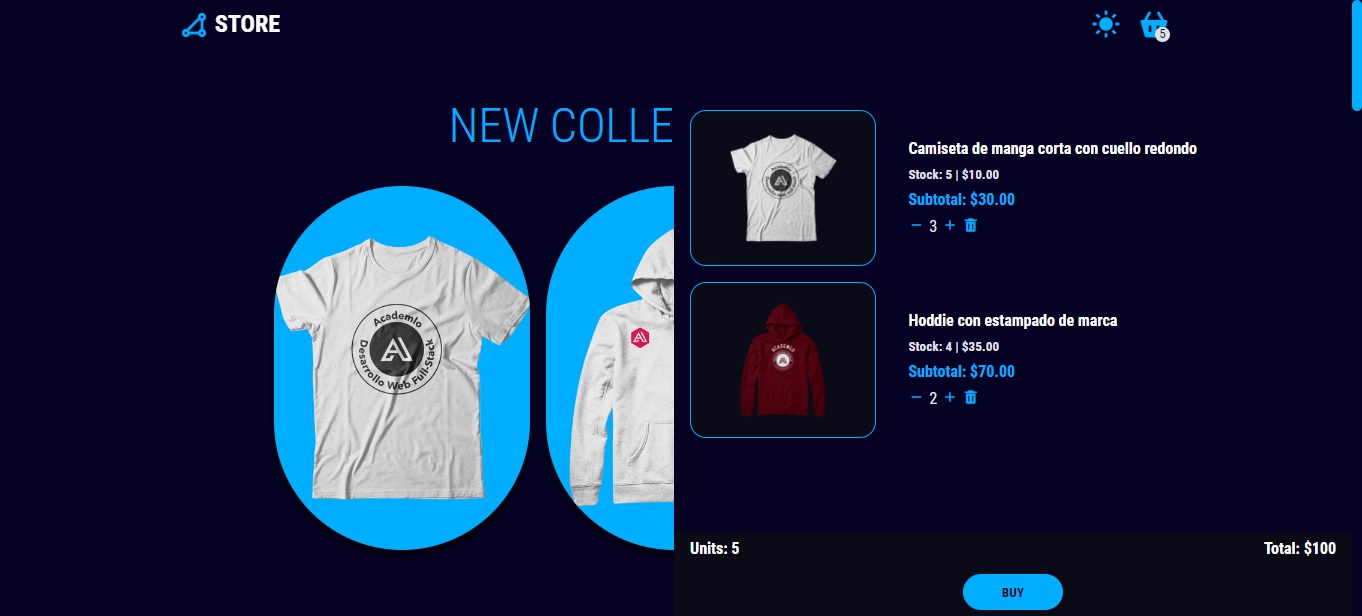 STORE
5
NEW COLLE
Academlo
Desarrollo Web Full-Stack
Camiseta de manga corta con cuello redondo
Stock: 5 | $10.00
Subtotal: $30.00
− 3 +
ACADEMLO
Hoddie con estampado de marca
Stock: 4 | $35.00
Subtotal: $70.00
− 2 +
Units: 5
Total: $100
BUY